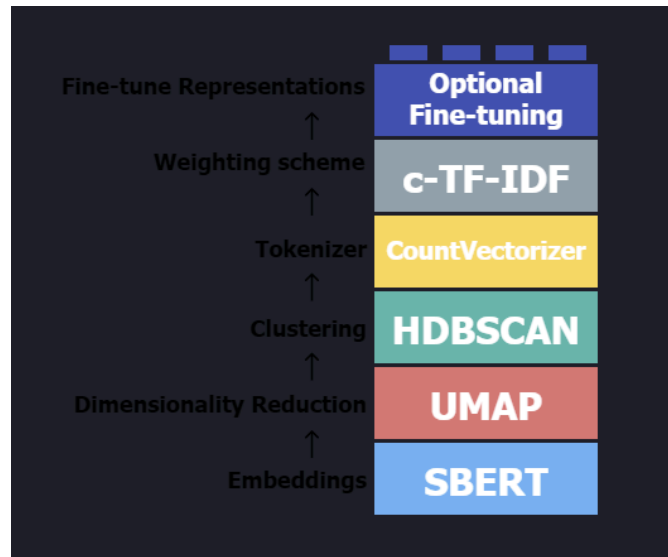 Fine-tune Representations
Optional
Fine-tuning
↑
Weighting scheme
c-TF-IDF
↑
Tokenizer
CountVectorizer
↑
Clustering
HDBSCAN
↑
Dimensionality Reduction
UMAP
↑
Embeddings
SBERT